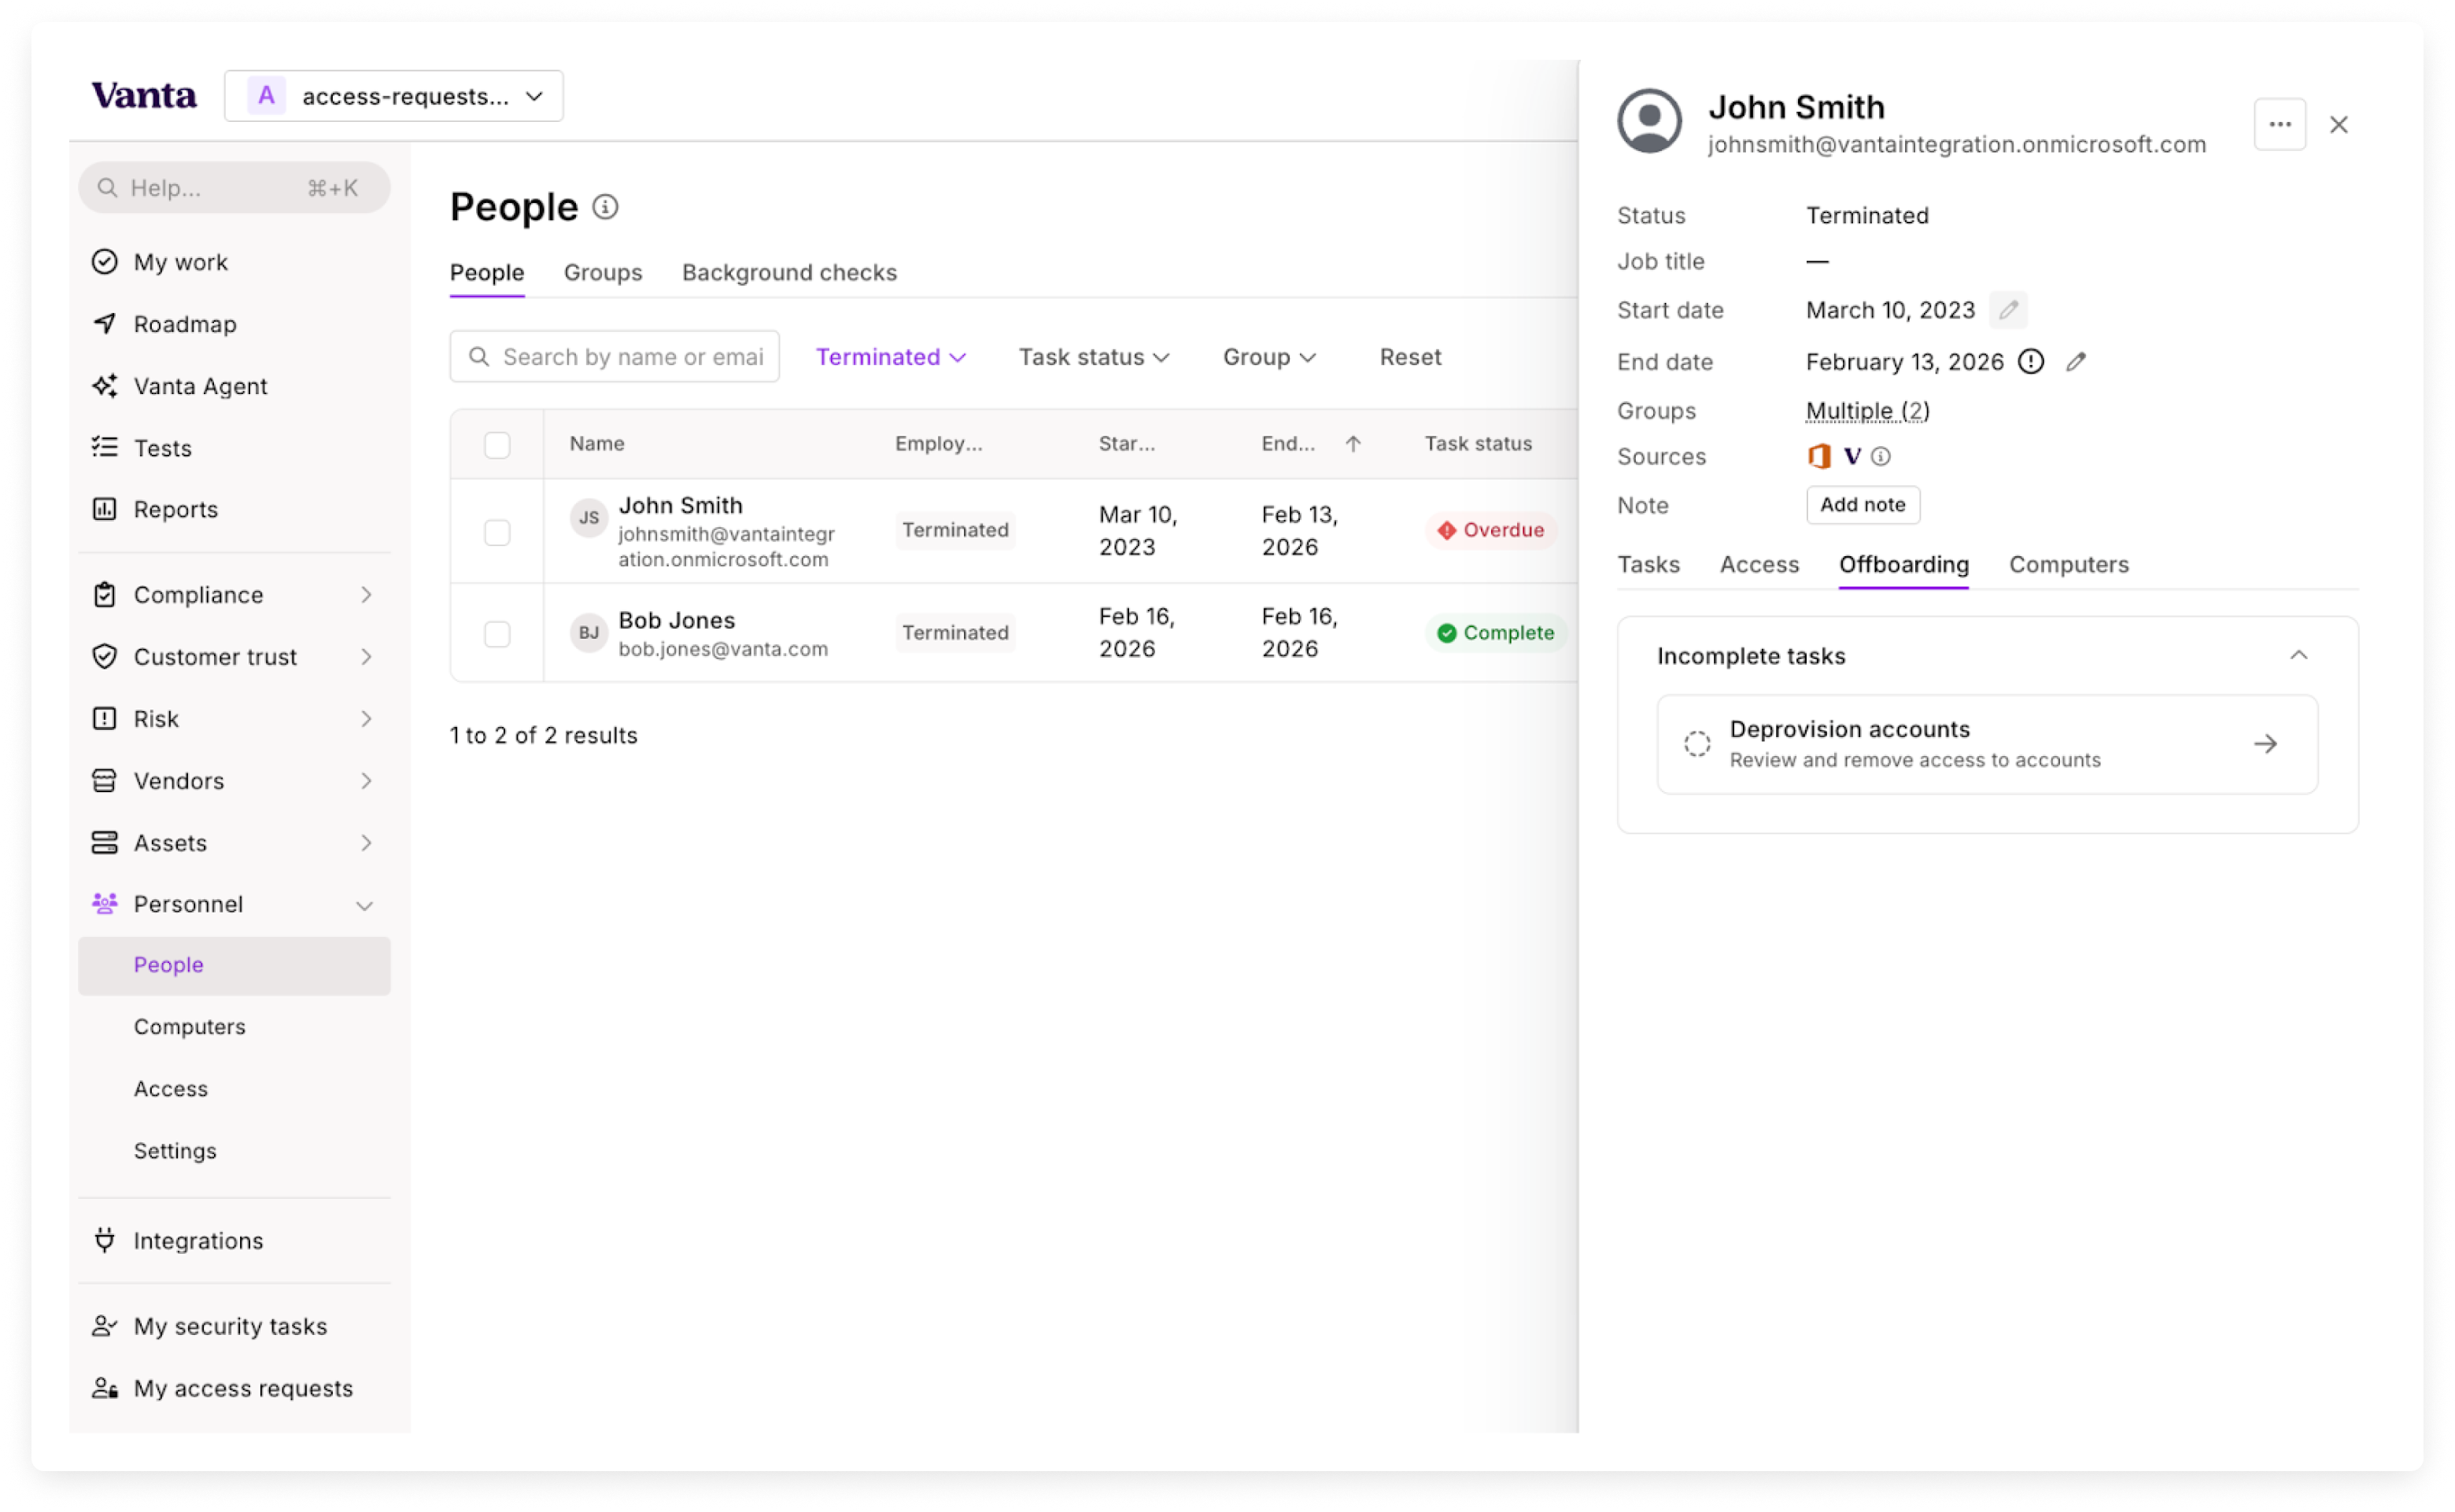 Vanta
A access-requests...
Help... ⌘+K
My work
Roadmap
Vanta Agent
Tests
Reports
Compliance
Customer trust
Risk
Vendors
Assets
Personnel
People
Computers
Access
Settings
Integrations
My security tasks
My access requests
People
People Groups Background checks
Search by name or emai Terminated Task status Group Reset
Name Employ... Star... End... Task status
JS John Smith
johnsmith@vantaintegr
ation.onmicrosoft.com
Terminated
Mar 10,
2023
Feb 13,
2026
Overdue
BJ Bob Jones
bob.jones@vanta.com
Terminated
Feb 16,
2026
Feb 16,
2026
Complete
1 to 2 of 2 results
John Smith
johnsmith@vantaintegration.onmicrosoft.com
Status Terminated
Job title —
Start date March 10, 2023
End date February 13, 2026
Groups Multiple (2)
Sources V
Note Add note
Tasks Access Offboarding Computers
Incomplete tasks
Deprovision accounts
Review and remove access to accounts